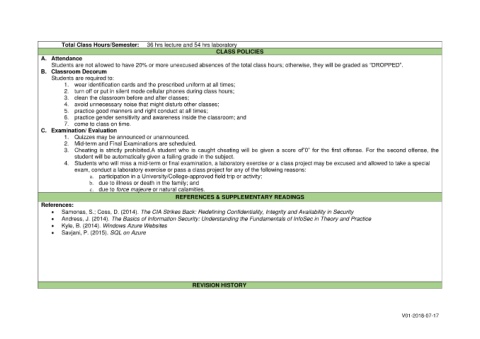 Total Class Hours/Semester: 36 hrs lecture and 54 hrs laboratory
CLASS POLICIES
A. Attendance
Students are not allowed to have 20% or more unexcused absences of the total class hours; otherwise, they will be graded as "DROPPED".
B. Classroom Decorum
Students are required to:
1. wear identification cards and the prescribed uniform at all times;
2. turn off or put in silent mode cellular phones during class hours;
3. clean the classroom before and after classes;
4. avoid unnecessary noise that might disturb other classes;
5. practice good manners and right conduct at all times;
6. practice gender sensitivity and awareness inside the classroom; and
7. come to class on time.
C. Examination/ Evaluation
1. Quizzes may be announced or unannounced.
2. Mid-term and Final Examinations are scheduled.
3. Cheating is strictly prohibited.A student who is caught cheating will be given a score of"0" for the first offense. For the second offense, the
student will be automatically given a failing grade in the subject.
4. Students who will miss a mid-term or final examination, a laboratory exercise or a class project may be excused and allowed to take a special
exam, conduct a laboratory exercise or pass a class project for any of the following reasons:
a. participation in a University/College-approved field trip or activity;
b. due to illness or death in the family; and
c. due to force majeure or natural calamities.
REFERENCES & SUPPLEMENTARY READINGS
References:
• Samonas, S.; Coss, D. (2014). The CIA Strikes Back: Redefining Confidentiality, Integrity and Availability in Security
• Andress, J. (2014). The Basics of Information Security: Understanding the Fundamentals of InfoSec in Theory and Practice
• Kyle, B. (2014). Windows Azure Websites
• Savjani, P. (2015). SQL on Azure
REVISION HISTORY
V01-2018-07-17